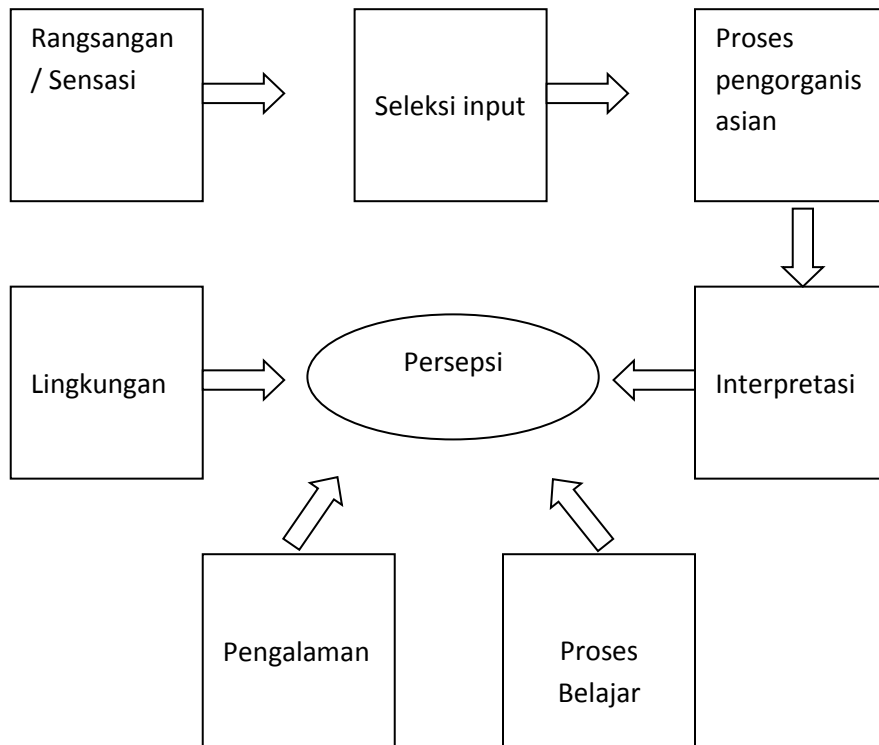 Rangsangan
/ Sensasi
Seleksi input
Proses
pengorganis
asian
Lingkungan
Persepsi
Interpretasi
Pengalaman
Proses
Belajar